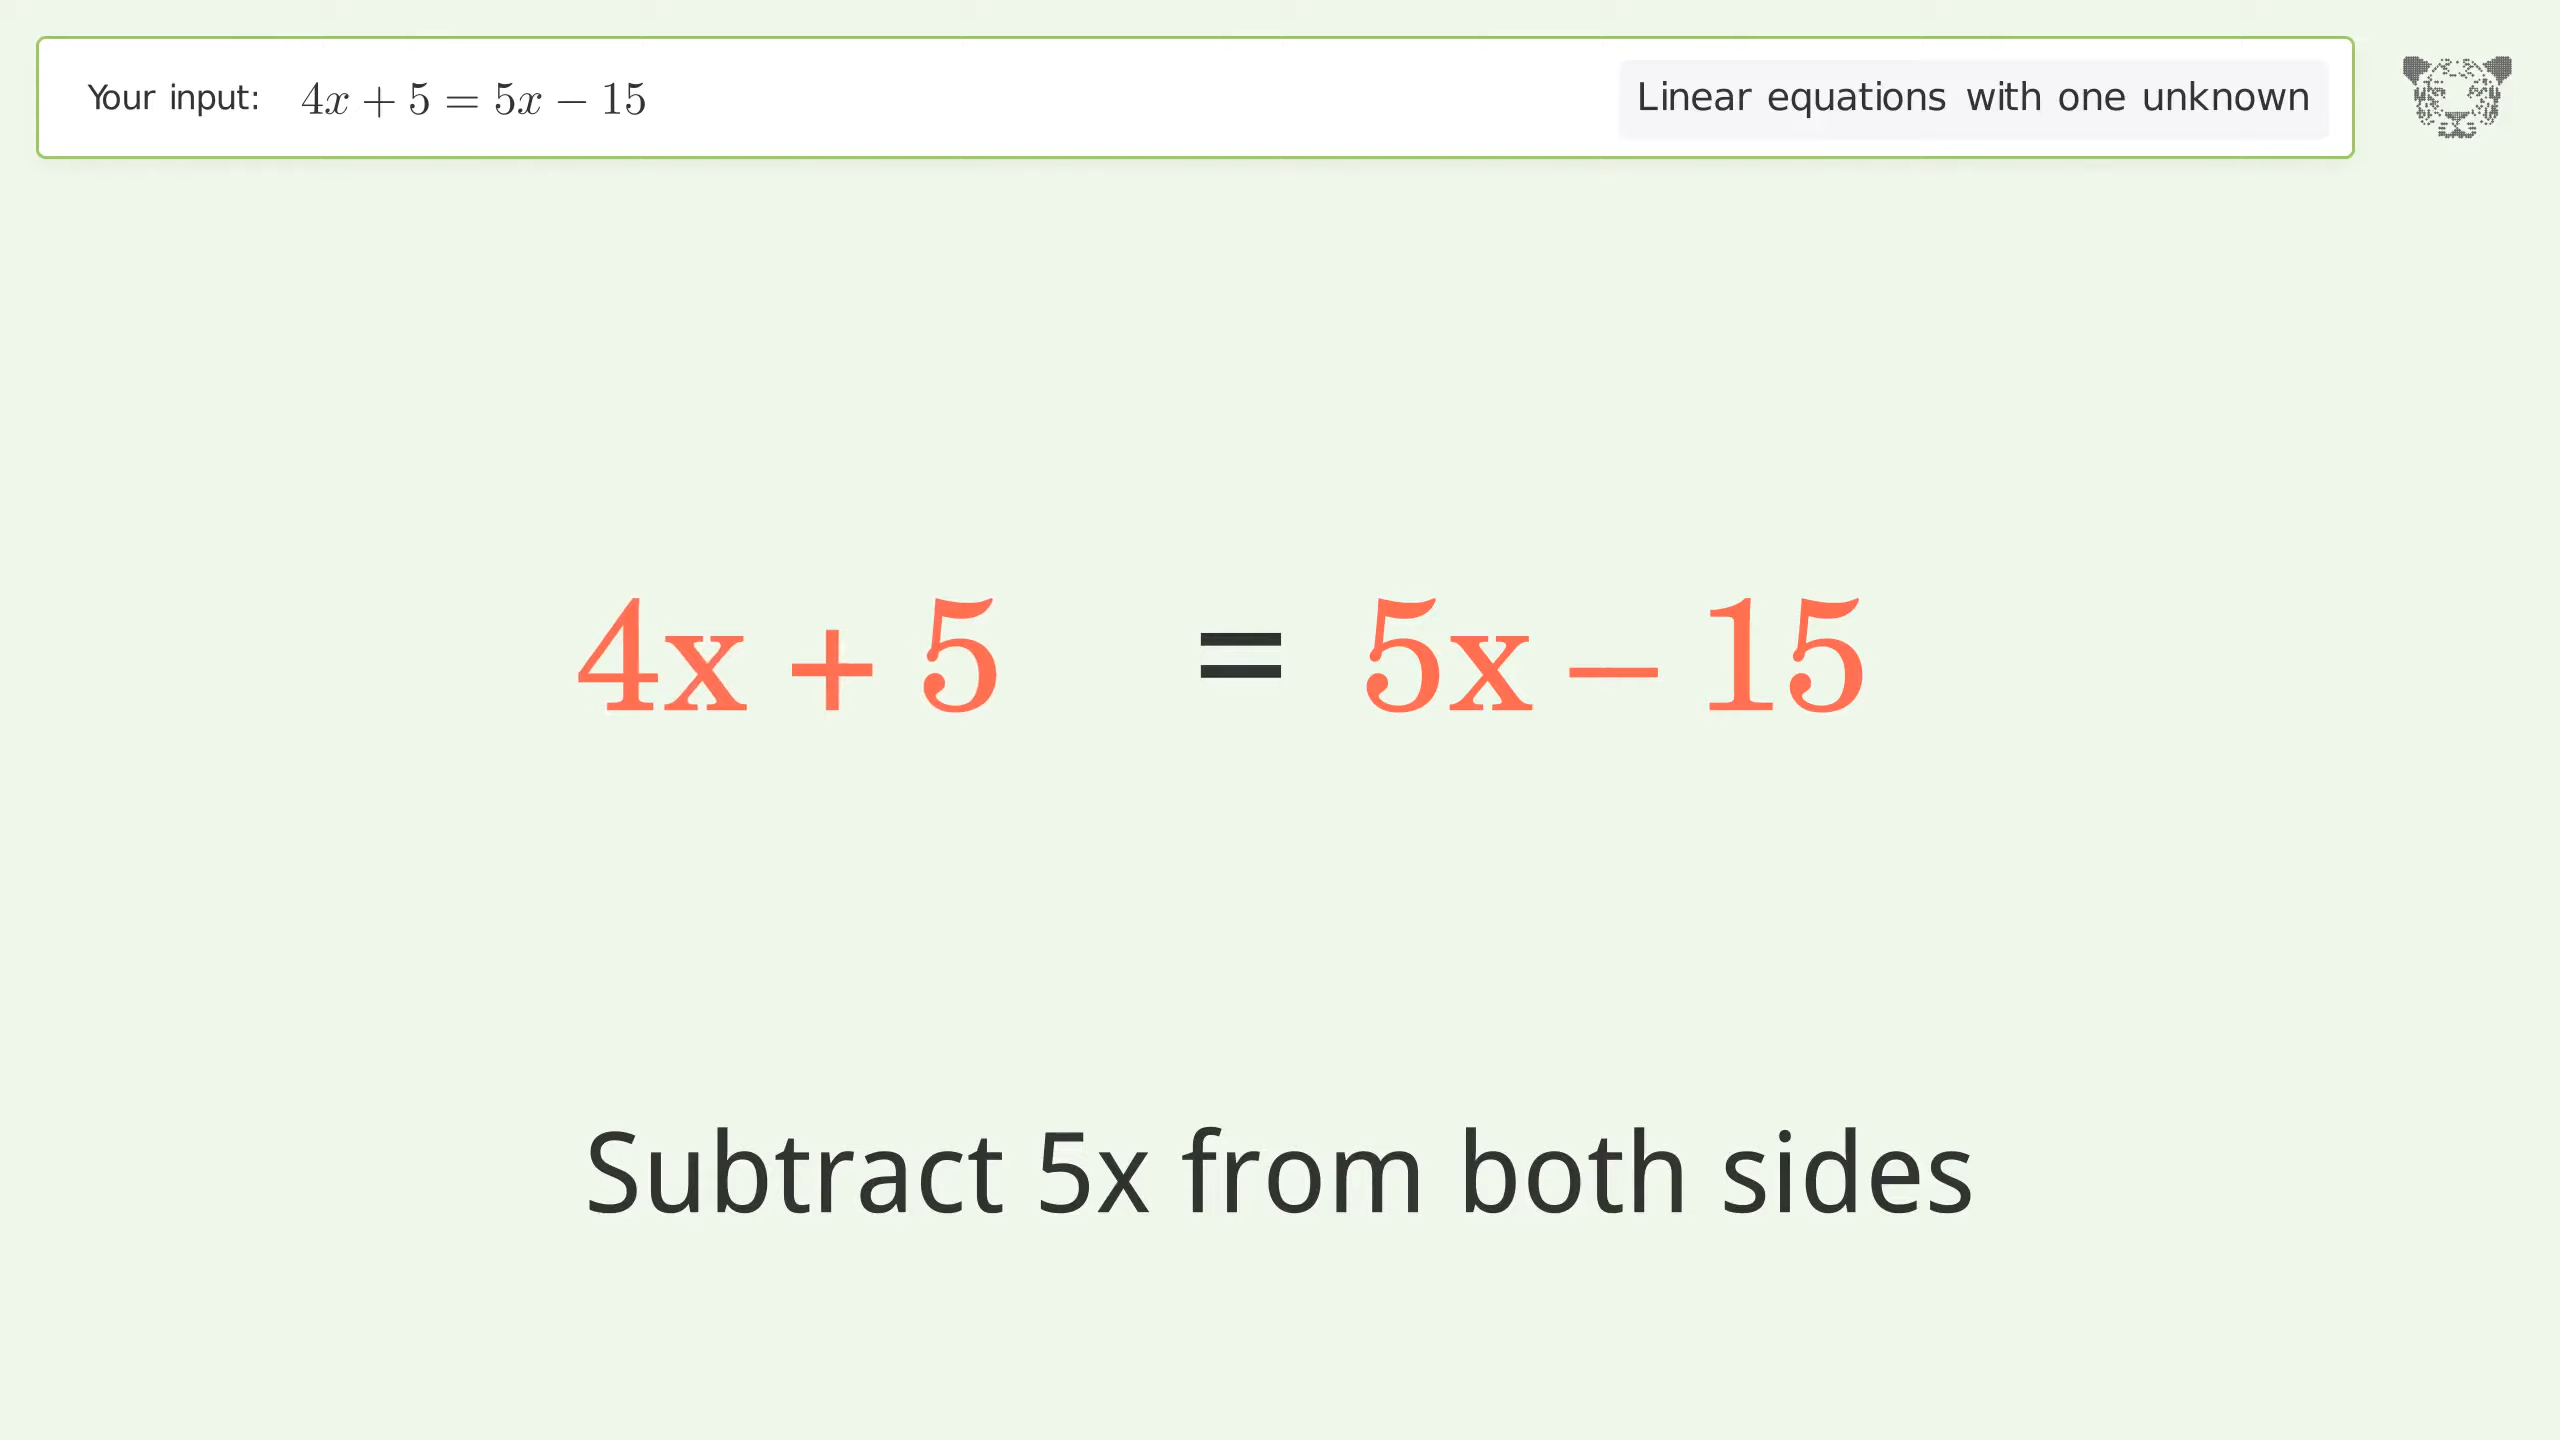 Your input: 4x + 5 = 5x − 15
Linear equations with one unknown
4x + 5 = 5x − 15
Subtract 5x from both sides